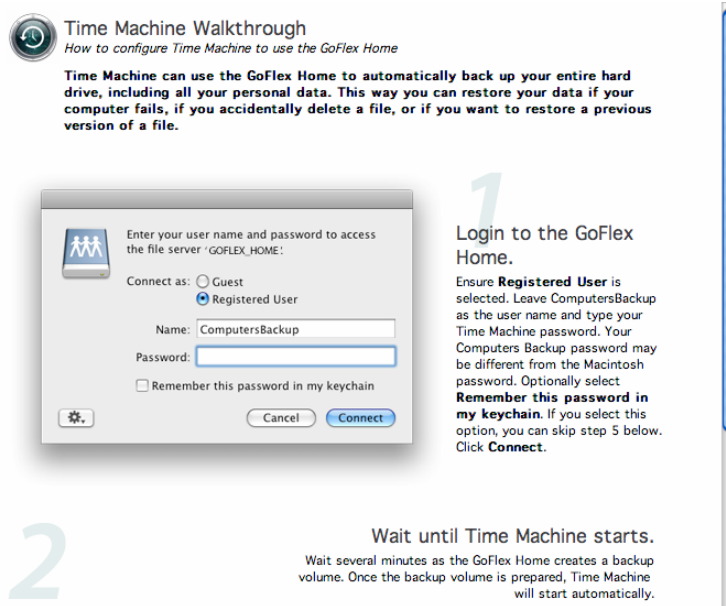 Time Machine Walkthrough
How to configure Time Machine to use the GoFlex Home
Time Machine can use the GoFlex Home to automatically back up your entire hard
drive, including all your personal data. This way you can restore your data if your
computer fails, if you accidentally delete a file, or if you want to restore a previous
version of a file.
Enter your user name and password to access
the file server 'GOFLEX_HOME'.
Connect as: Guest
Registered User
Name: ComputersBackup
Password:
Remember this password in my keychain
Cancel Connect
1
Login to the GoFlex
Home.
Ensure Registered User is
selected. Leave ComputersBackup
as the user name and type your
Time Machine password. Your
Computers Backup password may
be different from the Macintosh
password. Optionally select
Remember this password in
my keychain. If you select this
option, you can skip step 5 below.
Click Connect.
2
Wait until Time Machine starts.
Wait several minutes as the GoFlex Home creates a backup
volume. Once the backup volume is prepared, Time Machine
will start automatically.